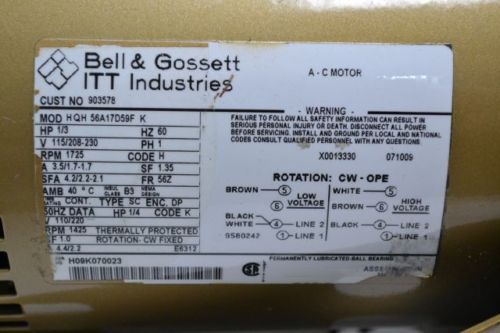 Bell & Gossett
ITT Industries
CUST NO 903578
A-C MOTOR
MOD HQH 56A17D59F K
HP 1/3 HZ 60
V 115/208-230 PH 1
RPM 1725 CODE H
A 3.5/1.7-1.7 SF 1.35
SFA 4.2/2.2-2.1 FR 56Z
AMB 40 °C INSUL CLASS B3 NEMA DESIGN
CONT. TYPE SC ENC. DP
50HZ DATA HP 1/4 CODE K
V 110/220
RPM 1425 THERMALLY PROTECTED
SF 1.0 ROTATION- CW FIXED
4.4/2.2 E6312
H09K070023
WARNING
FAILURE TO FOLLOW ALL SAFETY INFORMATION CAN RESULT IN
SERIOUS PERSONAL INJURY OR DEATH. DISCONNECT ALL POWER
BEFORE SERVICING. INSTALL AND GROUND PER LOCAL AND NATIONAL
CODES CONSULT QUALIFIED PERSONNEL WITH QUESTIONS OR
X0013330 071009
ROTATION: CW - OPE
BROWN 5 WHITE 5
6 LOW VOLTAGE BROWN 6 HIGH VOLTAGE
BLACK BLACK
WHITE 4 LINE 2 4 LINE 2
9SB0242 1 LINE 1 1 LINE 1
PERMANENTLY LUBRICATED BALL BEARING